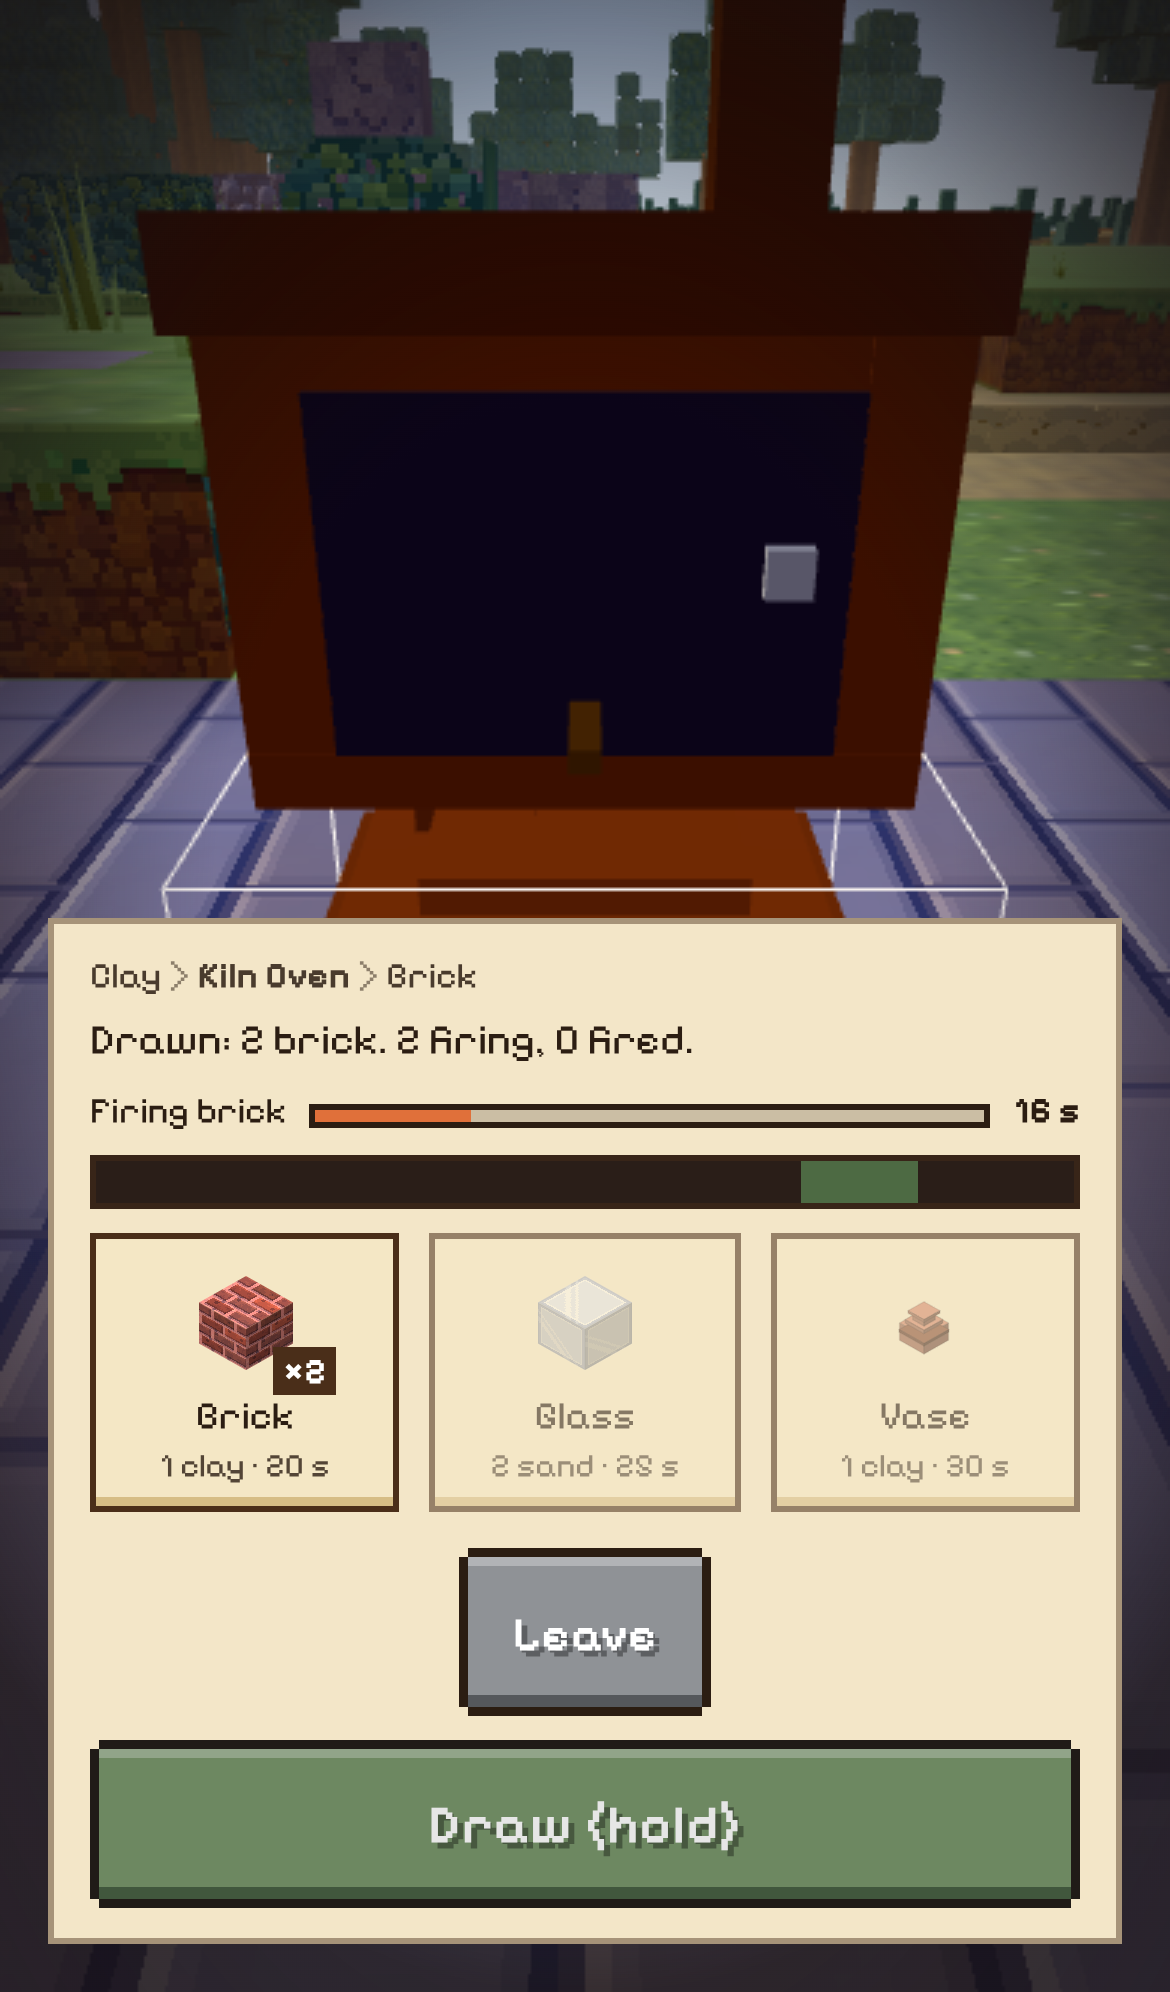 Clay > Kiln Oven > Brick
Drawn: 2 brick. 2 firing, 0 fired.
Firing brick 16 s
×2
Brick Glass Vase
1 clay · 20 s 2 sand · 25 s 1 clay · 30 s
Leave
Draw (hold)